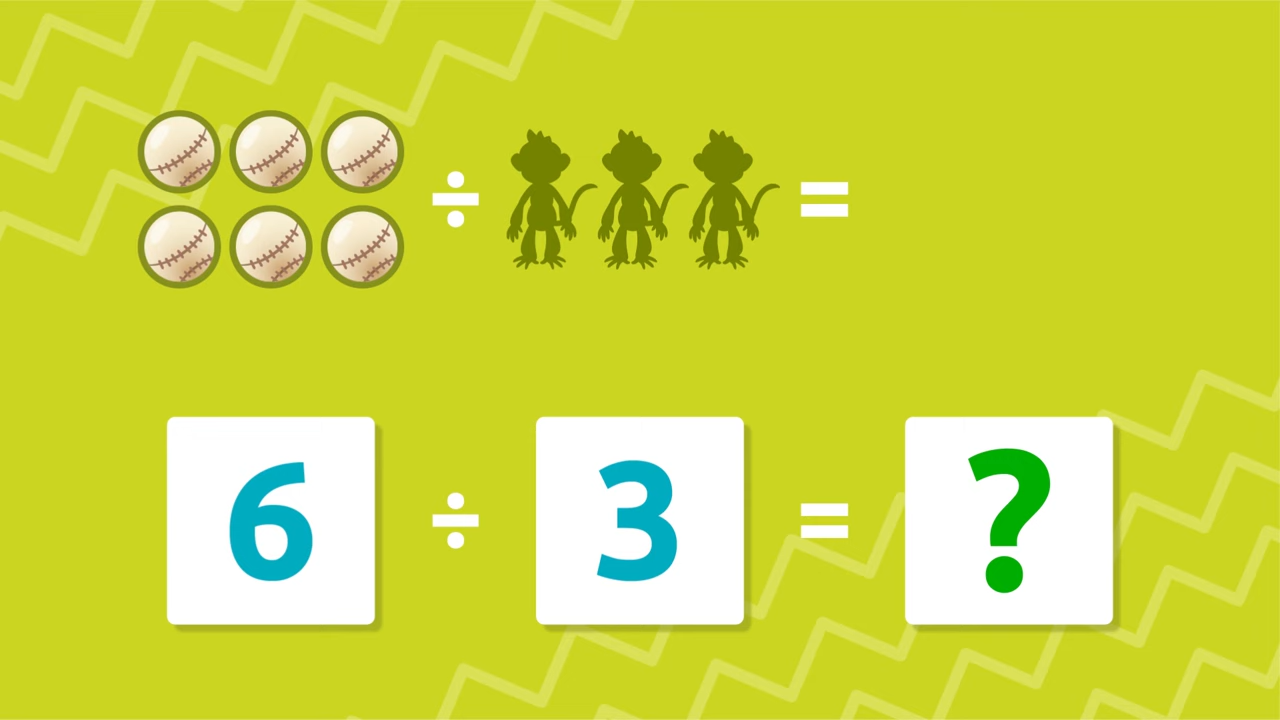 ÷ =
6 ÷ 3 = ?